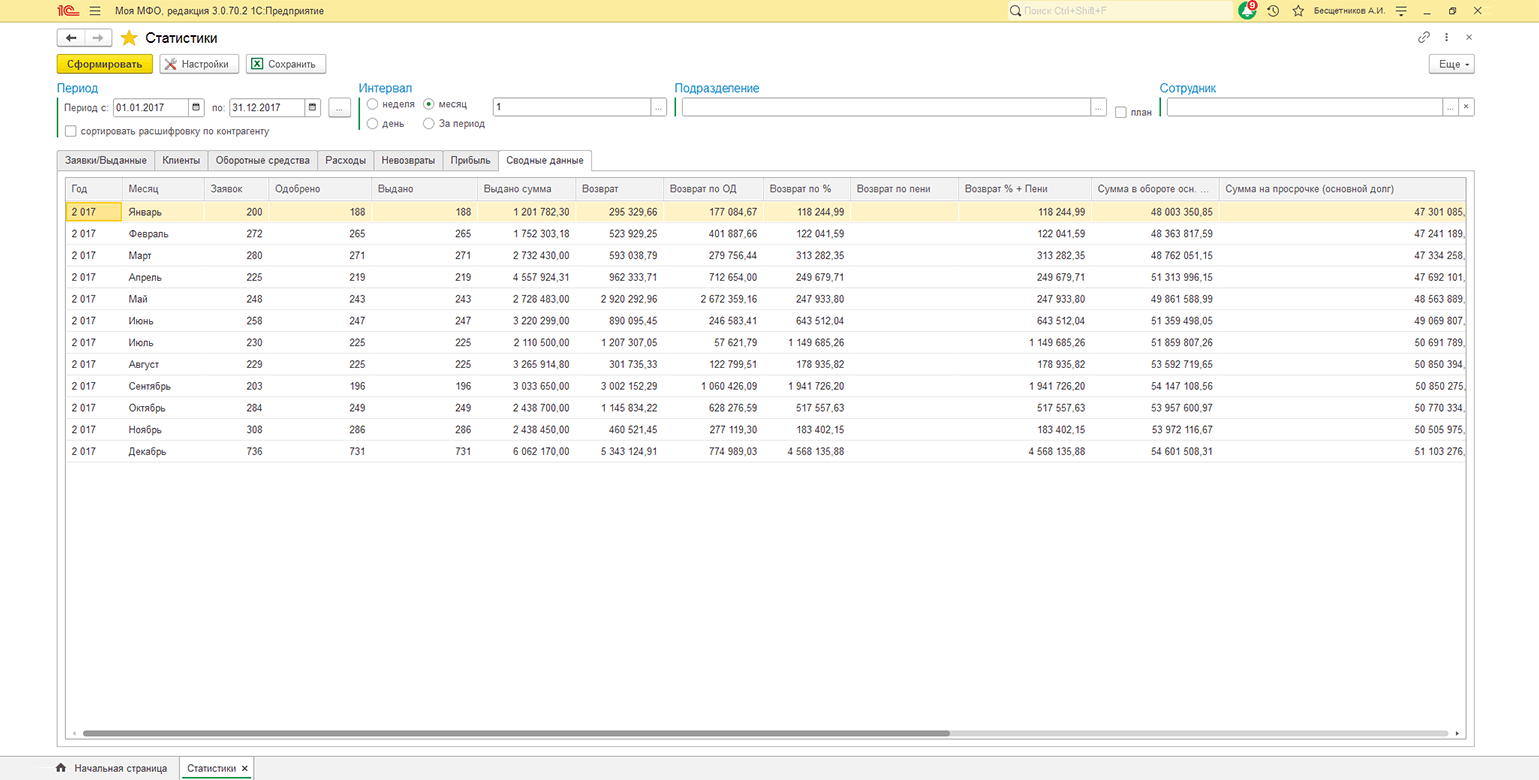 1С Моя МФО, редакция 3.0.70.2 1С:Предприятие Поиск Ctrl+Shift+F 9 Бесщетников А.И.
Статистики
Сформировать Настройки Сохранить Еще
Период Интервал Подразделение Сотрудник
Период с: 01.01.2017 по: 31.12.2017 ... неделя месяц 1 ... ... план ... ×
сортировать расшифровку по контрагенту день За период
Заявки/Выданные Клиенты Оборотные средства Расходы Невозвраты Прибыль Сводные данные
Год Месяц Заявок Одобрено Выдано Выдано сумма Возврат Возврат по ОД Возврат по % Возврат по пени Возврат % + Пени Сумма в обороте осн. ... Сумма на просрочке (основной долг)
2 017 Январь 200 188 188 1 201 782,30 295 329,66 177 084,67 118 244,99 118 244,99 48 003 350,85 47 301 085,
2 017 Февраль 272 265 265 1 752 303,18 523 929,25 401 887,66 122 041,59 122 041,59 48 363 817,59 47 241 189,
2 017 Март 280 271 271 2 732 430,00 593 038,79 279 756,44 313 282,35 313 282,35 48 762 051,15 47 334 258,
2 017 Апрель 225 219 219 4 557 924,31 962 333,71 712 654,00 249 679,71 249 679,71 51 313 996,15 47 692 101,
2 017 Май 248 243 243 2 728 483,00 2 920 292,96 2 672 359,16 247 933,80 247 933,80 49 861 588,99 48 563 889,
2 017 Июнь 258 247 247 3 220 299,00 890 095,45 246 583,41 643 512,04 643 512,04 51 359 498,05 49 069 807,
2 017 Июль 230 225 225 2 110 500,00 1 207 307,05 57 621,79 1 149 685,26 1 149 685,26 51 859 807,26 50 691 789,
2 017 Август 229 225 225 3 265 914,80 301 735,33 122 799,51 178 935,82 178 935,82 53 592 719,65 50 850 394,
2 017 Сентябрь 203 196 196 3 033 650,00 3 002 152,29 1 060 426,09 1 941 726,20 1 941 726,20 54 147 108,56 50 850 275,
2 017 Октябрь 284 249 249 2 438 700,00 1 145 834,22 628 276,59 517 557,63 517 557,63 53 957 600,97 50 770 334,
2 017 Ноябрь 308 286 286 2 438 450,00 460 521,45 277 119,30 183 402,15 183 402,15 53 972 116,67 50 505 975,
2 017 Декабрь 736 731 731 6 062 170,00 5 343 124,91 774 989,03 4 568 135,88 4 568 135,88 54 601 508,31 51 103 276,
Начальная страница Статистики ×